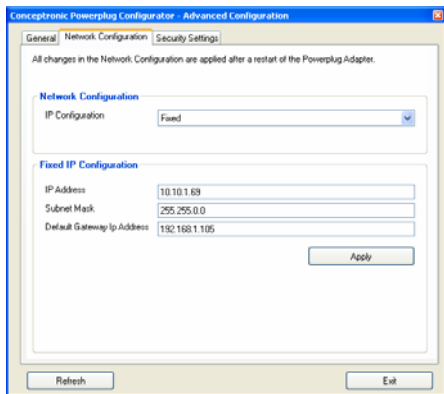 Conceptronic Powerplug Configurator - Advanced Configuration
General Network Configuration Security Settings
All changes in the Network Configuration are applied after a restart of the Powerplug Adapter.
Network Configuration
IP Configuration Fixed
Fixed IP Configuration
IP Address 10.10.1.69
Subnet Mask 255.255.0.0
Default Gateway Ip Address 192.168.1.105
Apply
Refresh Exit